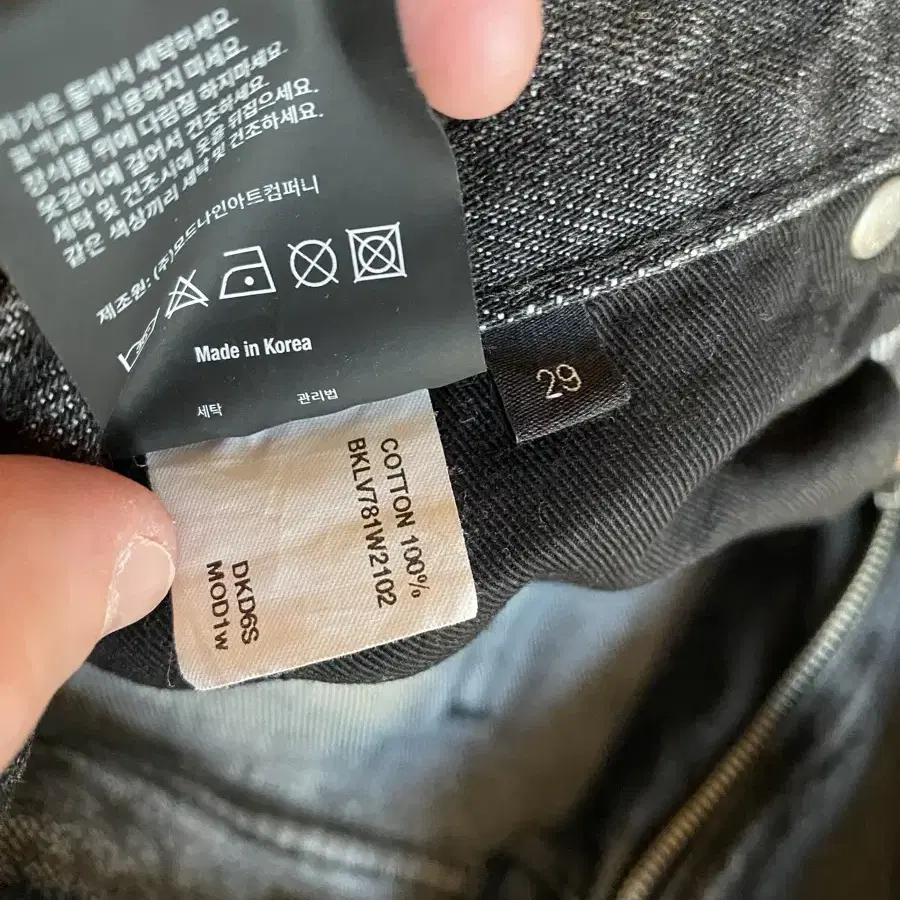 하세요.
물에서 세탁하세요.
표백제를 사용하지 마세요.
장식물 위에 다림질 하지마세요.
옷걸이에 걸어서 건조하세요.
세탁 및 건조시에 옷을 뒤집으세요.
같은 색상끼리 세탁 및 건조하세요.
제조원: (주)모드나인아트컴퍼니
Made in Korea
세탁 관리법
29
COTTON 100%
BKLV781W2102
DKD6S
MOD1W